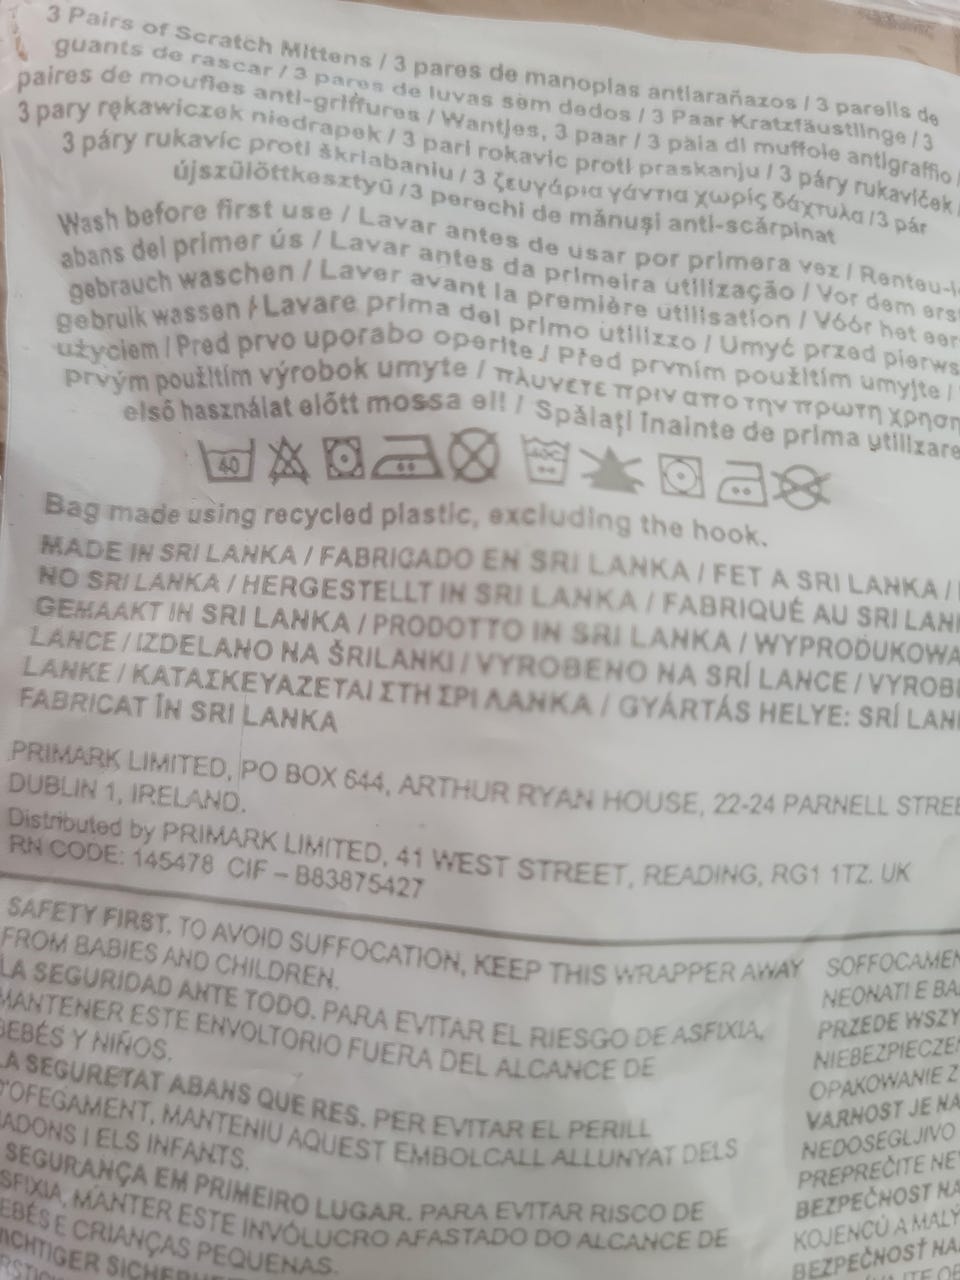 3 Pairs of Scratch Mittens / 3 pares de manoplas antiarañazos / 3 parells de
guants de rascar / 3 pares de luvas sem dedos / 3 Paar Kratzfäustlinge / 3
paires de moufles anti-griffures / Wantjes, 3 paar / 3 paia di muffole antigraffio /
3 pary rękawiczek niedrapek / 3 pari rokavic proti praskanju / 3 páry rukaviček
3 páry rukavíc proti škriabaniu / 3 ζευγάρια γάντια χωρίς δάχτυλα / 3 pár
újszülöttkesztyű / 3 perechi de mănuși anti-scărpinat
Wash before first use / Lavar antes de usar por primera vez / Renteu-
abans del primer ús / Lavar antes da primeira utilização / Vor dem ers
gebrauch waschen / Laver avant la première utilisation / Vóór het eer
gebruik wassen / Lavare prima del primo utilizzo / Umyć przed pierws
użyciem / Pred prvo uporabo operite / Před prvním použitím umyjte /
prvým použitím výrobok umyte / πλυνετε πριν απο την πρωτη χρησ
első használat előtt mossa el! / Spălați înainte de prima utilizare
40 40C
Bag made using recycled plastic, excluding the hook.
MADE IN SRI LANKA / FABRICADO EN SRI LANKA / FET A SRI LANKA /
NO SRI LANKA / HERGESTELLT IN SRI LANKA / FABRIQUÉ AU SRI LAN
GEMAAKT IN SRI LANKA / PRODOTTO IN SRI LANKA / WYPRODUKOWA
LANCE / IZDELANO NA ŠRILANKI / VYROBENO NA SRÍ LANCE / VYROB
LANKE / ΚΑΤΑΣΚΕΥΑΖΕΤΑΙ ΣΤΗ ΣΡΙ ΛΑΝΚΑ / GYÁRTÁS HELYE: SRÍ LAN
FABRICAT ÎN SRI LANKA
PRIMARK LIMITED, PO BOX 644, ARTHUR RYAN HOUSE, 22-24 PARNELL STREE
DUBLIN 1, IRELAND.
Distributed by PRIMARK LIMITED, 41 WEST STREET, READING, RG1 1TZ. UK
RN CODE: 145478 CIF – B83875427
SAFETY FIRST. TO AVOID SUFFOCATION, KEEP THIS WRAPPER AWAY
FROM BABIES AND CHILDREN.
LA SEGURIDAD ANTE TODO. PARA EVITAR EL RIESGO DE ASFIXIA,
MANTENER ESTE ENVOLTORIO FUERA DEL ALCANCE DE
BEBÉS Y NIÑOS.
LA SEGURETAT ABANS QUE RES. PER EVITAR EL PERILL
D'OFEGAMENT, MANTENIU AQUEST EMBOLCALL ALLUNYAT DELS
NADONS I ELS INFANTS.
SEGURANÇA EM PRIMEIRO LUGAR. PARA EVITAR RISCO DE
SFIXIA, MANTER ESTE INVÓLUCRO AFASTADO DO ALCANCE DE
EBÉS E CRIANÇAS PEQUENAS.
ICHTIGER SICHER
SOFFOCAMEN
NEONATI E BA
PRZEDE WSZY
NIEBEZPIECZE
OPAKOWANIE Z
VARNOST JE NA
NEDOSEGLJIVO
PREPREČITE NE
BEZPEČNOST NA
KOJENCŮ A MALÝ
BEZPEČNOSŤ NA